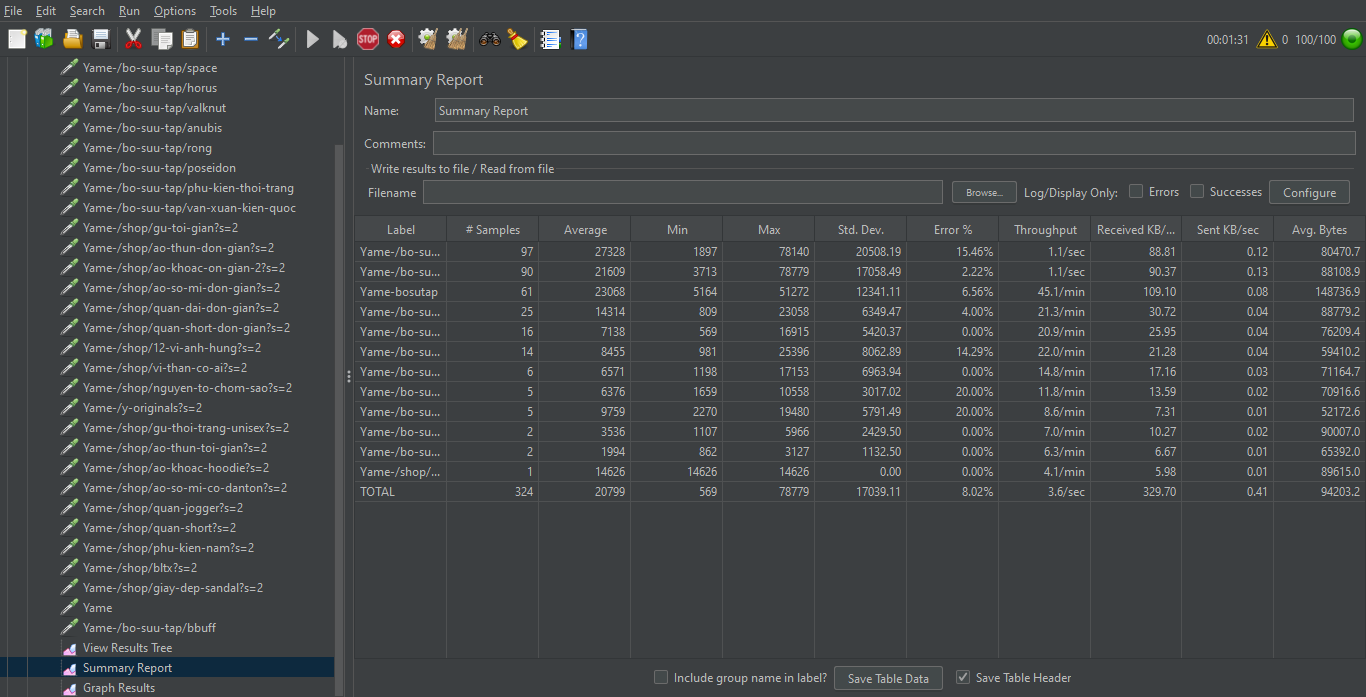 File Edit Search Run Options Tools Help
STOP 00:01:31 0 100/100
Yame-/bo-suu-tap/space
Yame-/bo-suu-tap/horus
Yame-/bo-suu-tap/valknut
Yame-/bo-suu-tap/anubis
Yame-/bo-suu-tap/rong
Yame-/bo-suu-tap/poseidon
Yame-/bo-suu-tap/phu-kien-thoi-trang
Yame-/bo-suu-tap/van-xuan-kien-quoc
Yame-/shop/gu-toi-gian?s=2
Yame-/shop/ao-thun-don-gian?s=2
Yame-/shop/ao-khoac-on-gian-2?s=2
Yame-/shop/ao-so-mi-don-gian?s=2
Yame-/shop/quan-dai-don-gian?s=2
Yame-/shop/quan-short-don-gian?s=2
Yame-/shop/12-vi-anh-hung?s=2
Yame-/shop/vi-than-co-ai?s=2
Yame-/shop/nguyen-to-chom-sao?s=2
Yame-/y-originals?s=2
Yame-/shop/gu-thoi-trang-unisex?s=2
Yame-/shop/ao-thun-toi-gian?s=2
Yame-/shop/ao-khoac-hoodie?s=2
Yame-/shop/ao-so-mi-co-danton?s=2
Yame-/shop/quan-jogger?s=2
Yame-/shop/quan-short?s=2
Yame-/shop/phu-kien-nam?s=2
Yame-/shop/bltx?s=2
Yame-/shop/giay-dep-sandal?s=2
Yame
Yame-/bo-suu-tap/bbuff
View Results Tree
Summary Report
Graph Results
Summary Report
Name: Summary Report
Comments:
Write results to file / Read from file
Filename Browse... Log/Display Only: Errors Successes Configure
Label # Samples Average Min Max Std. Dev. Error % Throughput Received KB/... Sent KB/sec Avg. Bytes
Yame-/bo-su... 97 27328 1897 78140 20508.19 15.46% 1.1/sec 88.81 0.12 80470.7
Yame-/bo-su... 90 21609 3713 78779 17058.49 2.22% 1.1/sec 90.37 0.13 88108.9
Yame-bosutap 61 23068 5164 51272 12341.11 6.56% 45.1/min 109.10 0.08 148736.9
Yame-/bo-su... 25 14314 809 23058 6349.47 4.00% 21.3/min 30.72 0.04 88779.2
Yame-/bo-su... 16 7138 569 16915 5420.37 0.00% 20.9/min 25.95 0.04 76209.4
Yame-/bo-su... 14 8455 981 25396 8062.89 14.29% 22.0/min 21.28 0.04 59410.2
Yame-/bo-su... 6 6571 1198 17153 6963.94 0.00% 14.8/min 17.16 0.03 71164.7
Yame-/bo-su... 5 6376 1659 10558 3017.02 20.00% 11.8/min 13.59 0.02 70916.6
Yame-/bo-su... 5 9759 2270 19480 5791.49 20.00% 8.6/min 7.31 0.01 52172.6
Yame-/bo-su... 2 3536 1107 5966 2429.50 0.00% 7.0/min 10.27 0.02 90007.0
Yame-/bo-su... 2 1994 862 3127 1132.50 0.00% 6.3/min 6.67 0.01 65392.0
Yame-/shop/... 1 14626 14626 14626 0.00 0.00% 4.1/min 5.98 0.01 89615.0
TOTAL 324 20799 569 78779 17039.11 8.02% 3.6/sec 329.70 0.41 94203.2
Include group name in label? Save Table Data Save Table Header